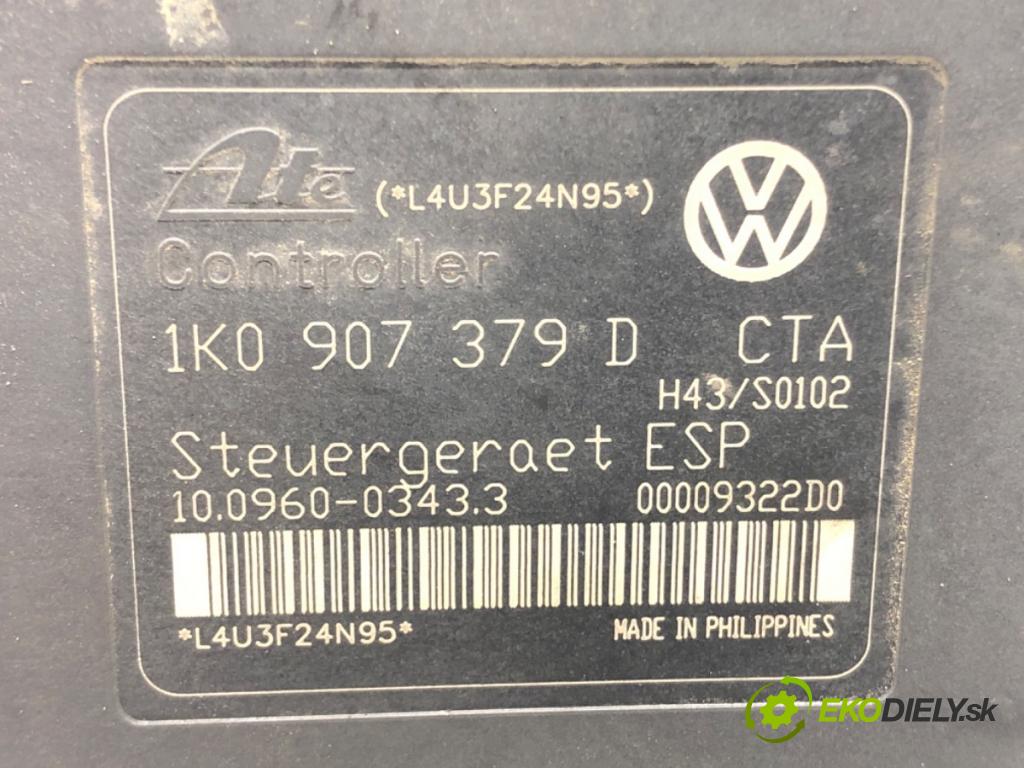 Ate (*L4U3F24N95*)
Controller
1K0 907 379 D CTA
H43/S0102
Steuergeraet ESP
10.0960-0343.3 00009322D0
*L4U3F24N95* MADE IN PHILIPPINES
EKODIELY.sk